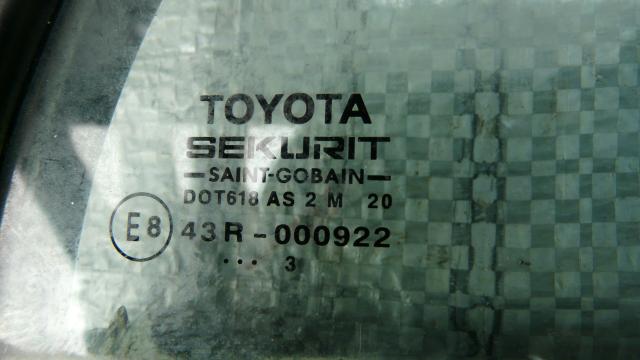 TOYOTA
SEKURIT
—SAINT-GOBAIN—
DOT618 AS 2 M 20
E8 43R-000922
... 3